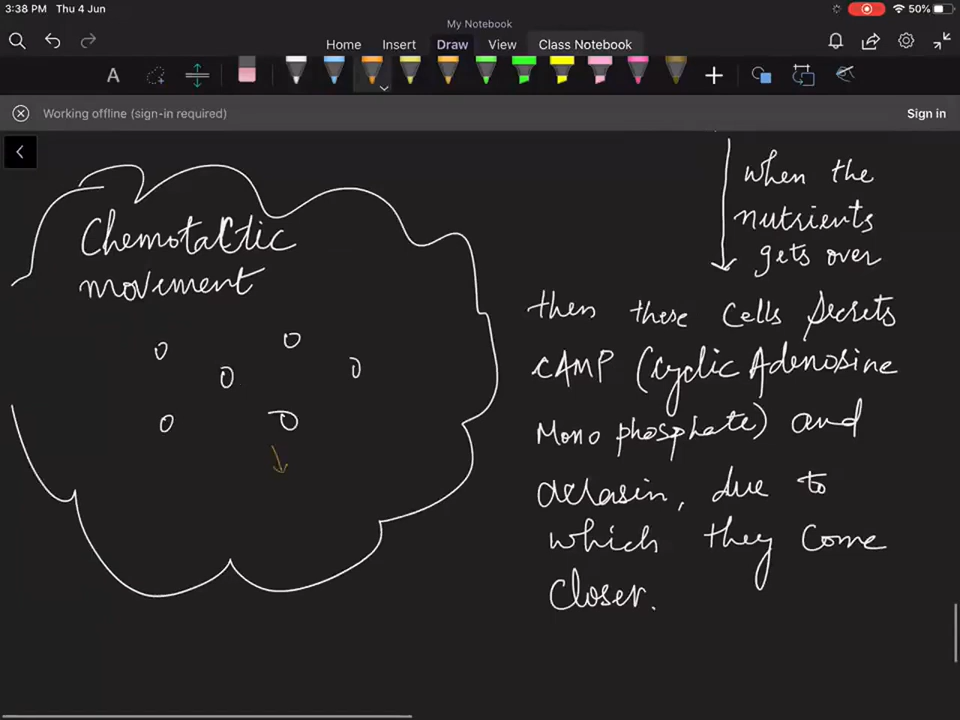 3:38 PM Thu 4 Jun
50%
My Notebook
Home Insert Draw View Class Notebook
A
Working offline (sign-in required)
Sign in
Chemotactic
movement
when the
nutrients
gets over
then these Cells Secrets
CAMP (Cyclic Adenosine
Mono phosphate) and
acrasin, due to
which they Come
Closer.